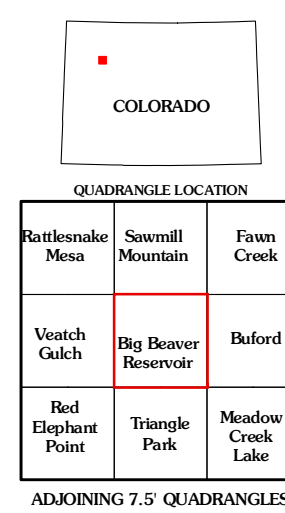 COLORADO
QUADRANGLE LOCATION
Rattlesnake
Mesa
Sawmill
Mountain
Fawn
Creek
Veatch
Gulch
Big Beaver
Reservoir
Buford
Red
Elephant
Point
Triangle
Park
Meadow
Creek
Lake
ADJOINING 7.5' QUADRANGLES